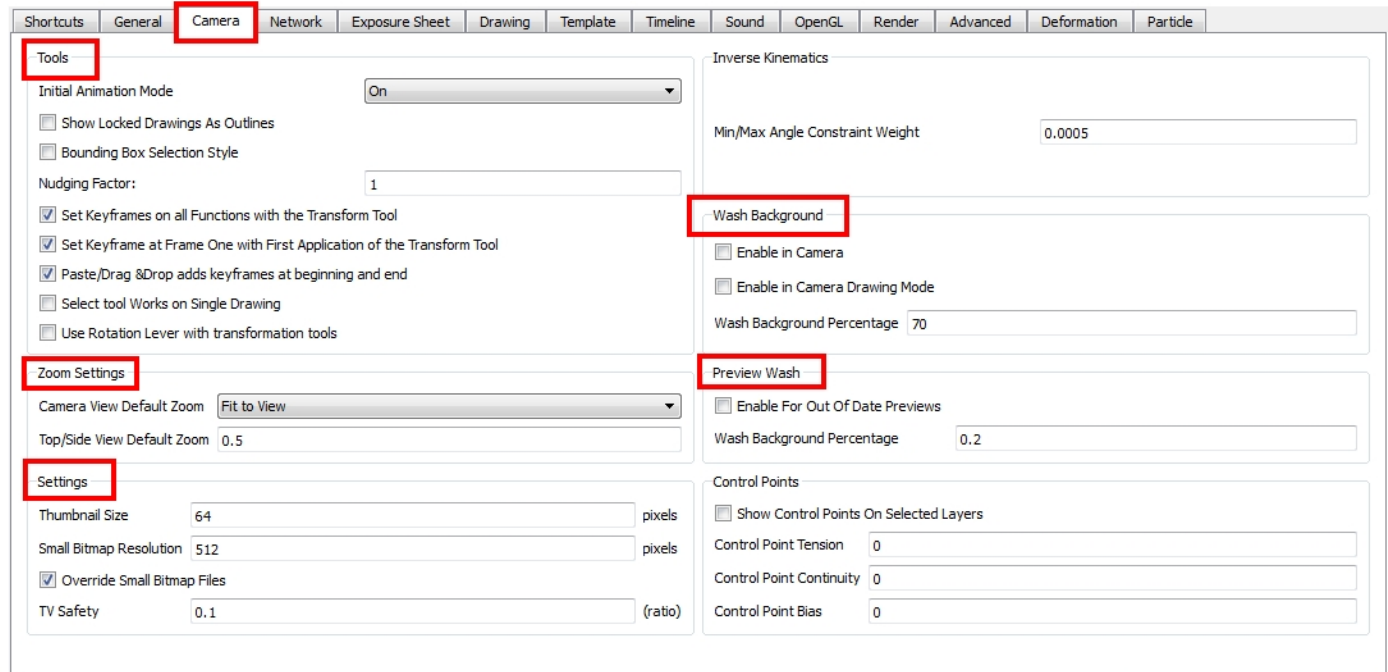 Shortcuts General Camera Network Exposure Sheet Drawing Template Timeline Sound OpenGL Render Advanced Deformation Particle
Tools
Initial Animation Mode On
Show Locked Drawings As Outlines
Bounding Box Selection Style
Nudging Factor: 1
Set Keyframes on all Functions with the Transform Tool
Set Keyframe at Frame One with First Application of the Transform Tool
Paste/Drag &Drop adds keyframes at beginning and end
Select tool Works on Single Drawing
Use Rotation Lever with transformation tools
Zoom Settings
Camera View Default Zoom Fit to View
Top/Side View Default Zoom 0.5
Settings
Thumbnail Size 64 pixels
Small Bitmap Resolution 512 pixels
Override Small Bitmap Files
TV Safety 0.1 (ratio)
Inverse Kinematics
Min/Max Angle Constraint Weight 0.0005
Wash Background
Enable in Camera
Enable in Camera Drawing Mode
Wash Background Percentage 70
Preview Wash
Enable For Out Of Date Previews
Wash Background Percentage 0.2
Control Points
Show Control Points On Selected Layers
Control Point Tension 0
Control Point Continuity 0
Control Point Bias 0